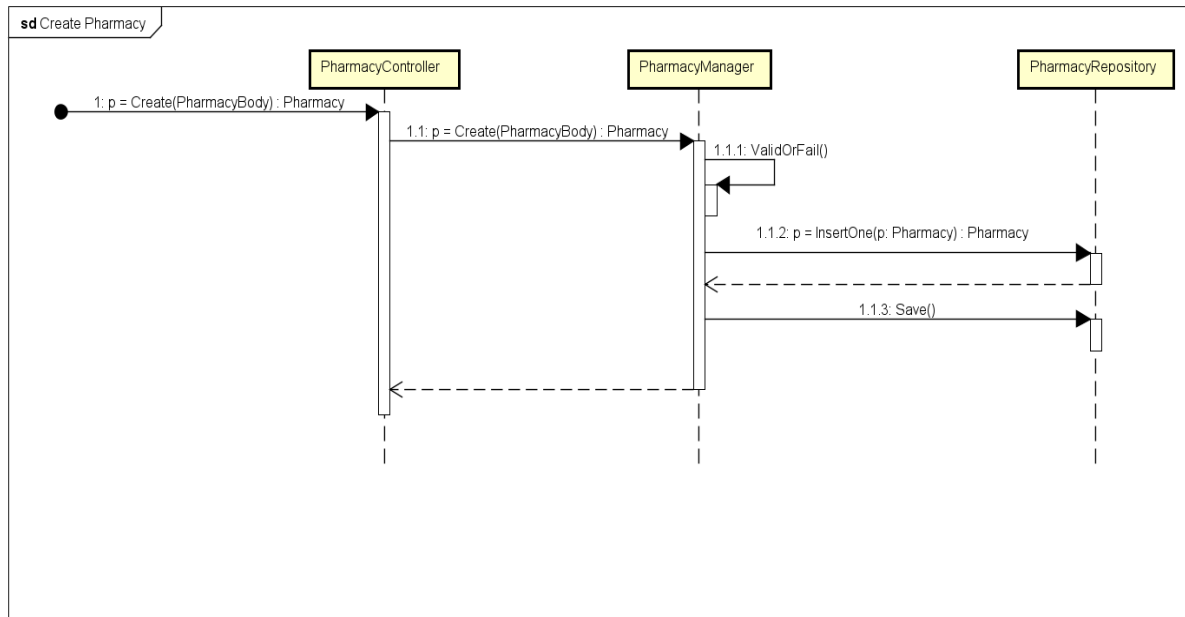 sd Create Pharmacy
PharmacyController
PharmacyManager
PharmacyRepository
1: p = Create(PharmacyBody) : Pharmacy
1.1: p = Create(PharmacyBody) : Pharmacy
1.1.1: ValidOrFail()
1.1.2: p = InsertOne(p: Pharmacy) : Pharmacy
1.1.3: Save()